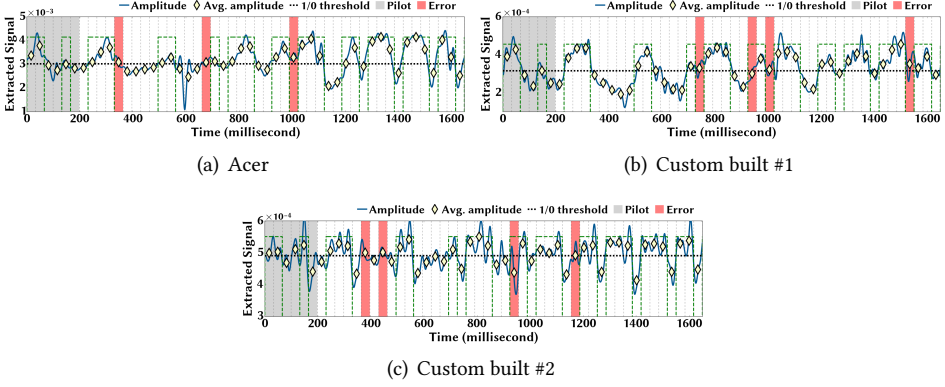 Amplitude Avg. amplitude 1/0 threshold Pilot Error
×10⁻³
5
4
3
2
1
Extracted Signal
0 200 400 600 800 1000 1200 1400 1600
Time (millisecond)
(a) Acer
Amplitude Avg. amplitude 1/0 threshold Pilot Error
×10⁻⁴
6
4
2
Extracted Signal
0 200 400 600 800 1000 1200 1400 1600
Time (millisecond)
(b) Custom built #1
Amplitude Avg. amplitude 1/0 threshold Pilot Error
×10⁻⁴
6
5
4
3
Extracted Signal
0 200 400 600 800 1000 1200 1400 1600
Time (millisecond)
(c) Custom built #2